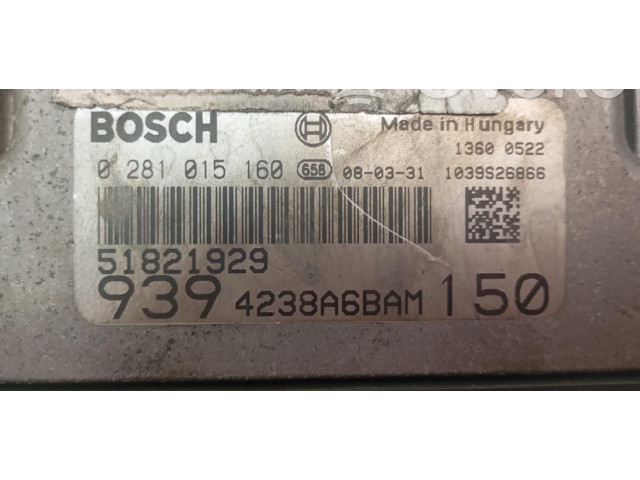 BOSCH Made in Hungary
1360 0522
0 281 015 160 658 08-03-31 1039S26866
51821929
939 4238A6BAM 150